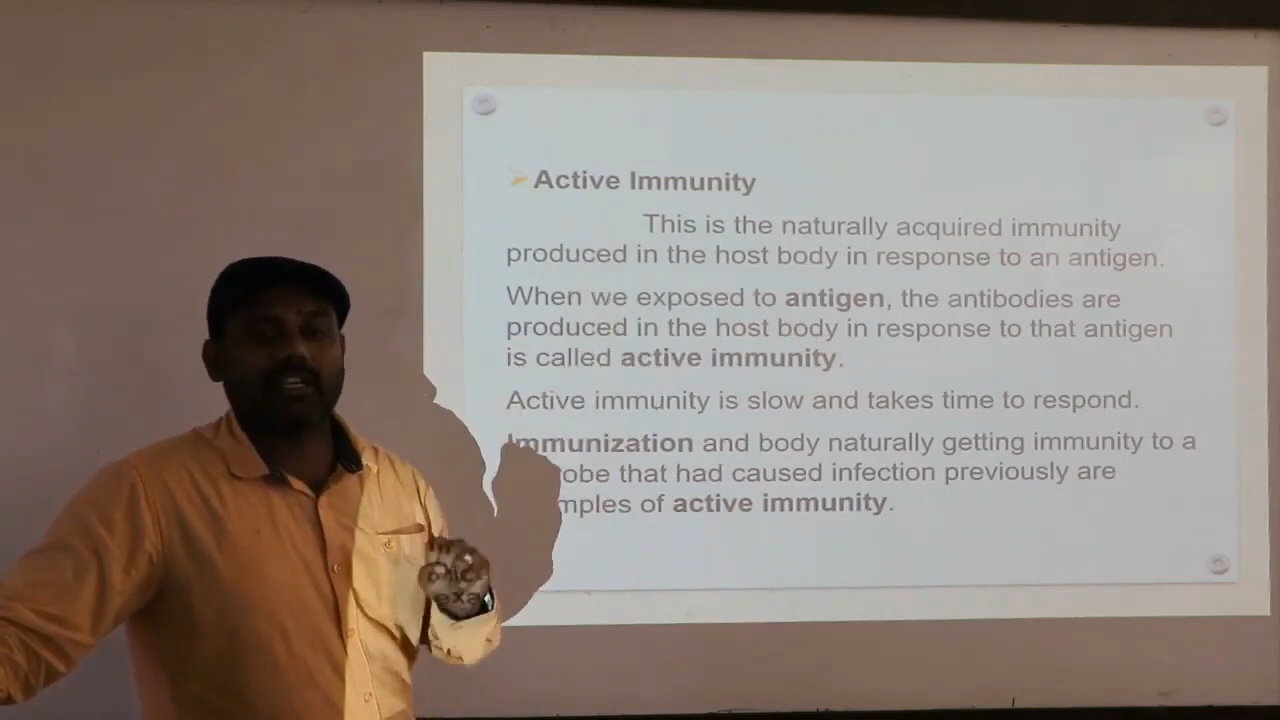 Active Immunity
This is the naturally acquired immunity
produced in the host body in response to an antigen.
When we exposed to antigen, the antibodies are
produced in the host body in response to that antigen
is called active immunity.
Active immunity is slow and takes time to respond.
Immunization and body naturally getting immunity to a
microbe that had caused infection previously are
examples of active immunity.